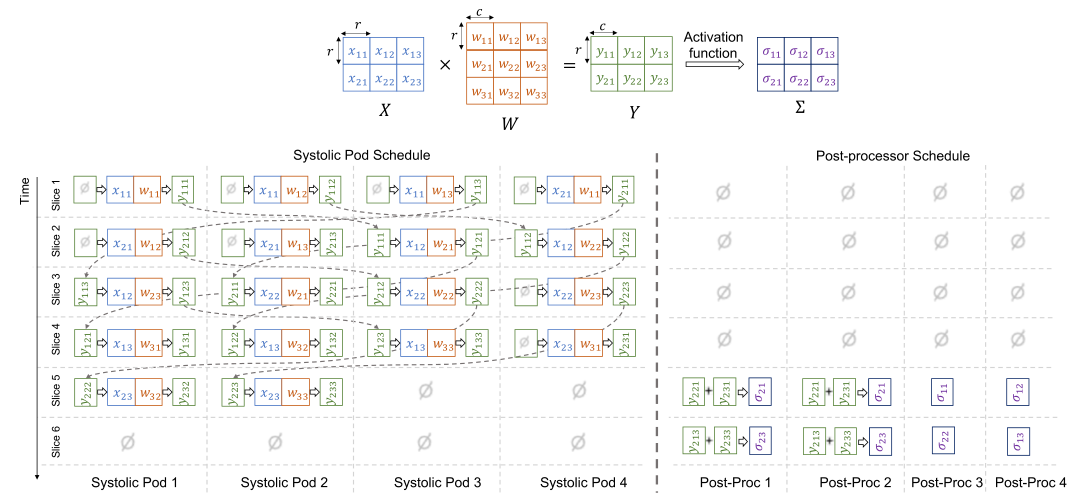 r c c
r x₁₁ x₁₂ x₁₃ r w₁₁ w₁₂ w₁₃ r y₁₁ y₁₂ y₁₃ Activation function σ₁₁ σ₁₂ σ₁₃
x₂₁ x₂₂ x₂₃ × w₂₁ w₂₂ w₂₃ = y₂₁ y₂₂ y₂₃ σ₂₁ σ₂₂ σ₂₃
w₃₁ w₃₂ w₃₃
X W Y Σ
Systolic Pod Schedule Post-processor Schedule
Time
Slice 1 ∅ x₁₁ w₁₁ y₁₁₁ ∅ x₁₁ w₁₂ y₁₁₂ ∅ x₁₁ w₁₃ y₁₁₃ ∅ x₂₁ w₁₁ y₂₁₁ ∅ ∅ ∅ ∅
Slice 2 ∅ x₂₁ w₁₂ y₂₁₂ ∅ x₂₁ w₁₃ y₂₁₃ y₁₁₁ x₁₂ w₂₁ y₁₂₁ y₁₁₂ x₁₂ w₂₂ y₁₂₂ ∅ ∅ ∅ ∅
Slice 3 y₁₁₃ x₁₂ w₂₃ y₁₂₃ y₂₁₁ x₂₂ w₂₁ y₂₂₁ y₂₁₂ x₂₂ w₂₂ y₂₂₂ ∅ x₂₂ w₂₃ y₂₂₃ ∅ ∅ ∅ ∅
Slice 4 y₁₂₁ x₁₃ w₃₁ y₁₃₁ y₁₂₂ x₁₃ w₃₂ y₁₃₂ y₁₂₃ x₁₃ w₃₃ y₁₃₃ ∅ x₂₃ w₃₁ y₂₃₁ ∅ ∅ ∅ ∅
Slice 5 y₂₂₂ x₂₃ w₃₂ y₂₃₂ y₂₂₃ x₂₃ w₃₃ y₂₃₃ ∅ ∅ y₂₂₁ + y₂₃₁ σ₂₁ y₂₂₁ + y₂₃₁ σ₂₁ σ₁₁ σ₁₂
Slice 6 ∅ ∅ ∅ ∅ y₂₁₃ + y₂₃₃ σ₂₃ y₂₁₃ + y₂₃₃ σ₂₃ σ₂₂ σ₁₃
Systolic Pod 1 Systolic Pod 2 Systolic Pod 3 Systolic Pod 4 Post-Proc 1 Post-Proc 2 Post-Proc 3 Post-Proc 4